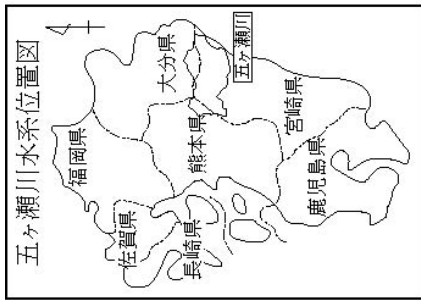 五ヶ瀬川水系位置図
福岡県
佐賀県
長崎県
大分県
熊本県
五ヶ瀬川
宮崎県
鹿児島県